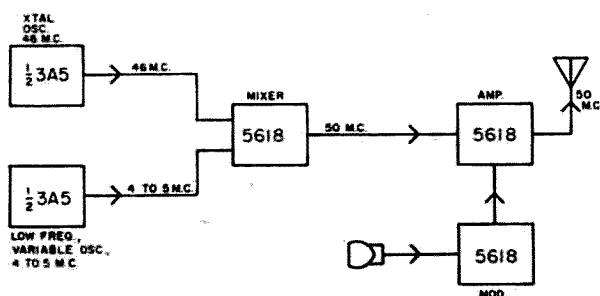 XTAL
OSC.
46 M.C.
½ 3A5
46 M.C.
MIXER
5618
50 M.C.
AMP.
5618
50
M.C.
½ 3A5
4 TO 5 M.C.
LOW FREQ.,
VARIABLE OSC.,
4 TO 5 M.C.
5618
MOD.